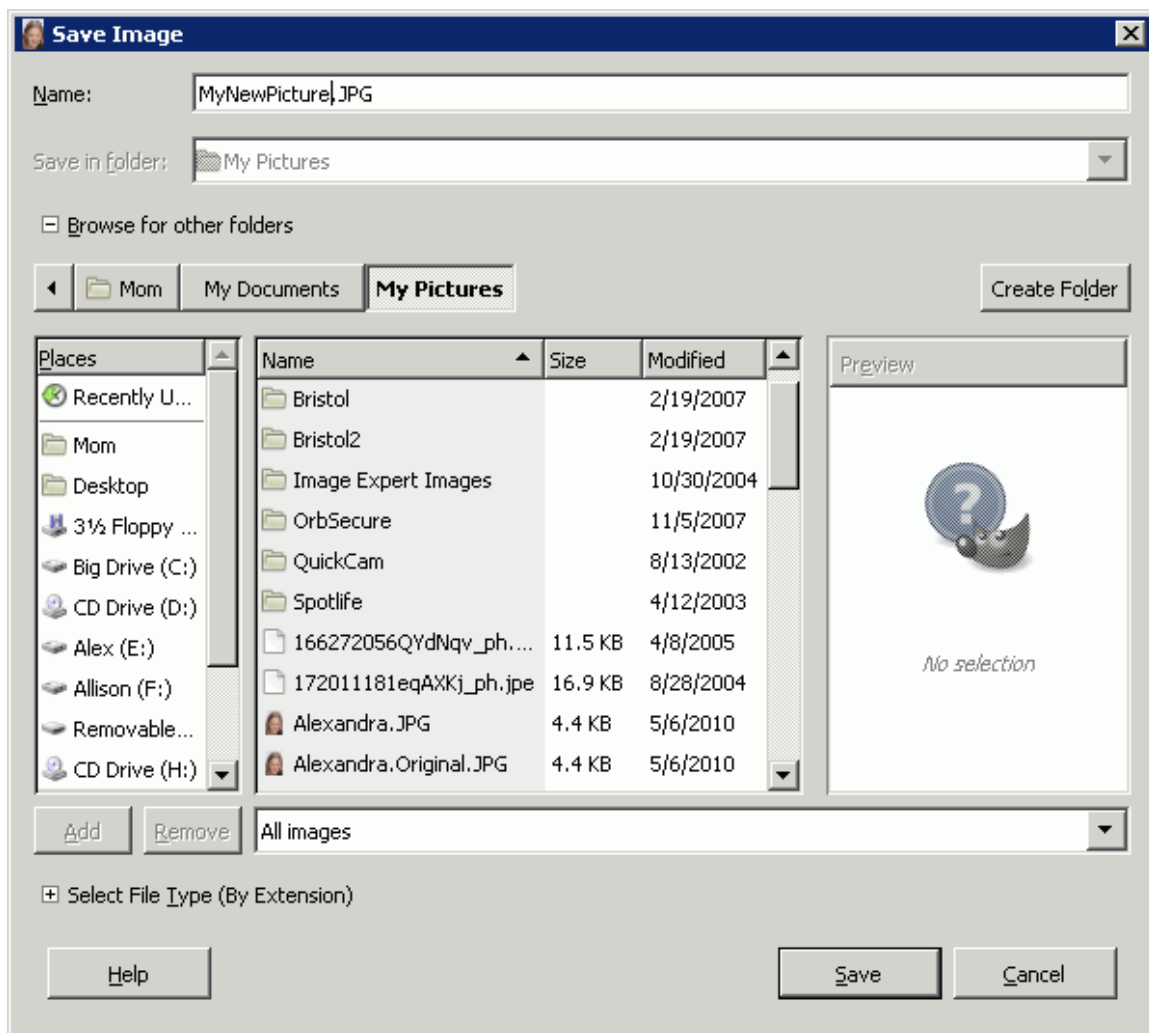 Save Image
Name: MyNewPicture.JPG
Save in folder: My Pictures
Browse for other folders
Mom My Documents My Pictures Create Folder
Places Name Size Modified Preview
Recently U... Bristol 2/19/2007
Mom Bristol2 2/19/2007
Desktop Image Expert Images 10/30/2004
3½ Floppy ... OrbSecure 11/5/2007
Big Drive (C:) QuickCam 8/13/2002
CD Drive (D:) Spotlife 4/12/2003
Alex (E:) 166272056QYdNqv_ph.... 11.5 KB 4/8/2005 No selection
Allison (F:) 172011181eqAXKj_ph.jpe 16.9 KB 8/28/2004
Removable... Alexandra.JPG 4.4 KB 5/6/2010
CD Drive (H:) Alexandra.Original.JPG 4.4 KB 5/6/2010
Add Remove All images
Select File Type (By Extension)
Help Save Cancel